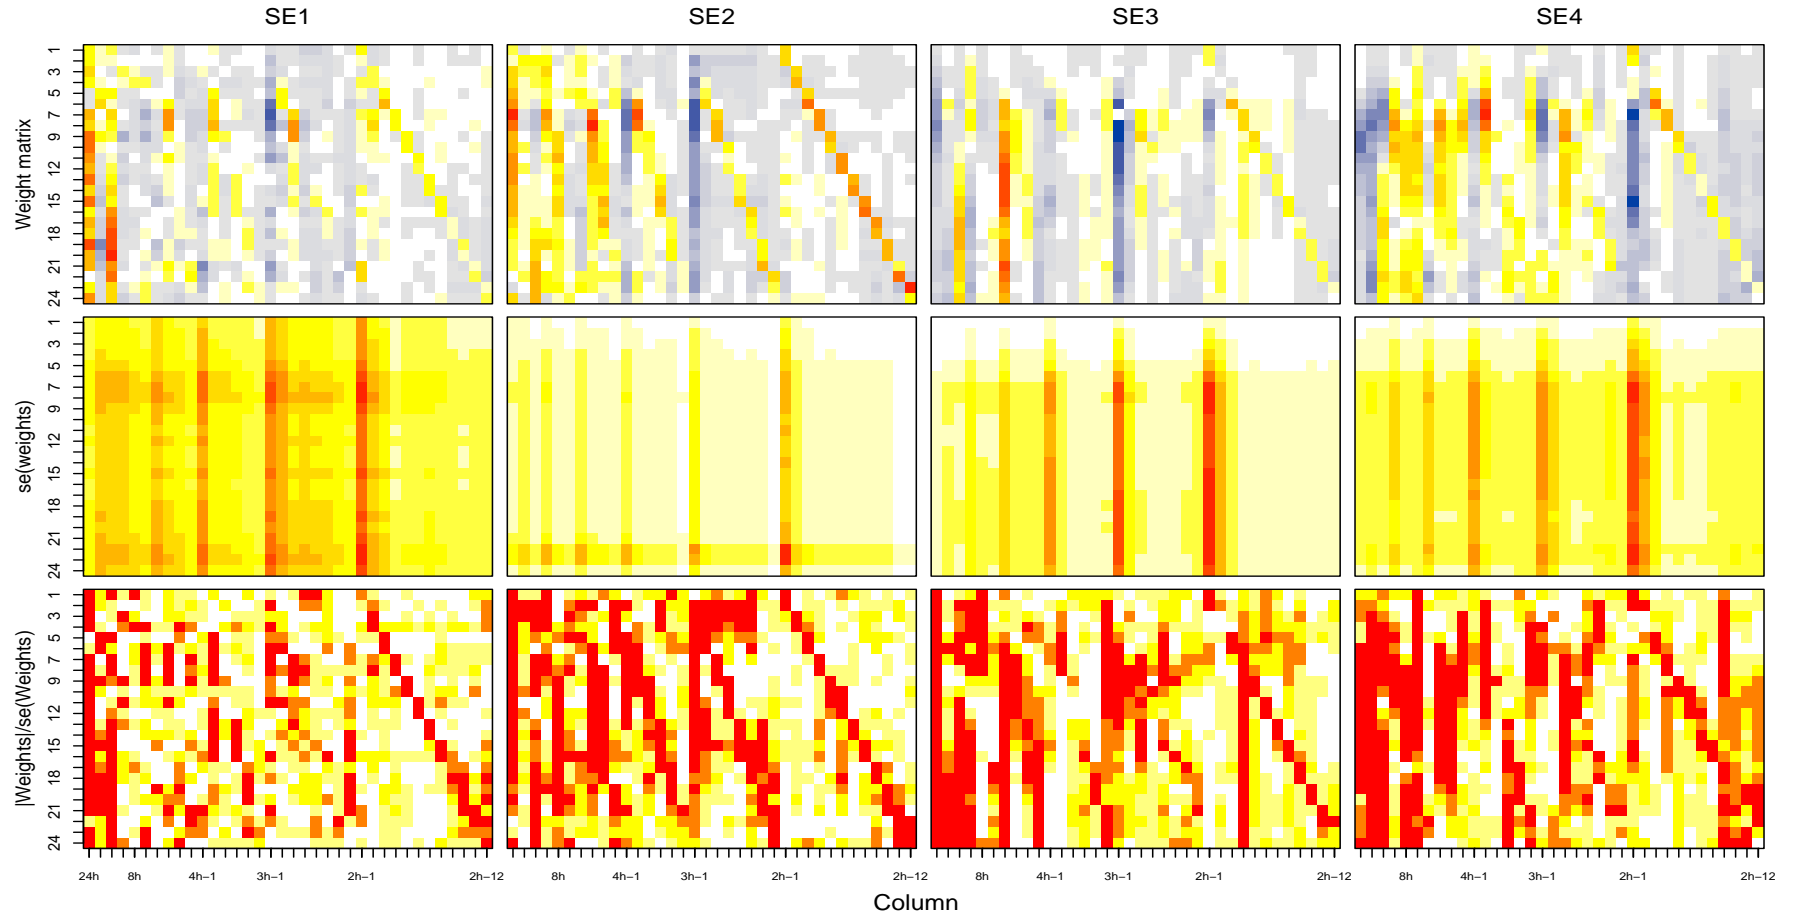 SE1 SE2 SE3 SE4
Weight matrix
1 3 5 7 9 12 15 18 21 24
se(weights)
1 3 5 7 9 12 15 18 21 24
|Weights|/se(Weights)
1 3 5 7 9 12 15 18 21 24
24h 8h 4h−1 3h−1 2h−1 2h−12
8h 4h−1 3h−1 2h−1 2h−12
8h 4h−1 3h−1 2h−1 2h−12
8h 4h−1 3h−1 2h−1 2h−12
Column